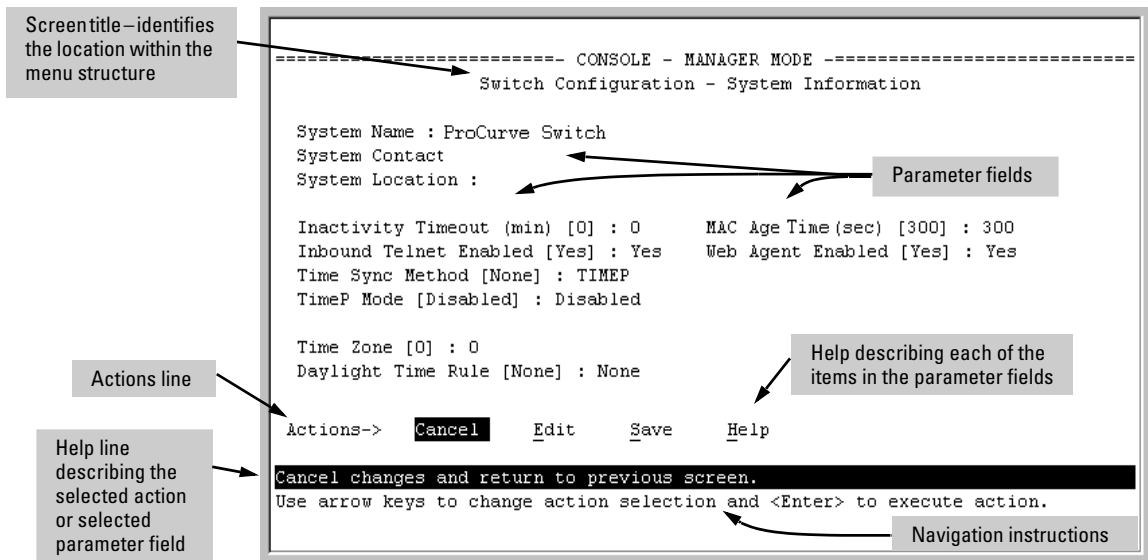 Screen title – identifies
the location within the
menu structure
==========================- CONSOLE - MANAGER MODE -============================
Switch Configuration - System Information
System Name : ProCurve Switch
System Contact
System Location :
Parameter fields
Inactivity Timeout (min) [0] : 0 MAC Age Time (sec) [300] : 300
Inbound Telnet Enabled [Yes] : Yes Web Agent Enabled [Yes] : Yes
Time Sync Method [None] : TIMEP
TimeP Mode [Disabled] : Disabled
Time Zone [0] : 0
Daylight Time Rule [None] : None
Help describing each of the
items in the parameter fields
Actions line
Actions-> Cancel Edit Save Help
Help line
describing the
selected action
or selected
parameter field
Cancel changes and return to previous screen.
Use arrow keys to change action selection and <Enter> to execute action.
Navigation instructions